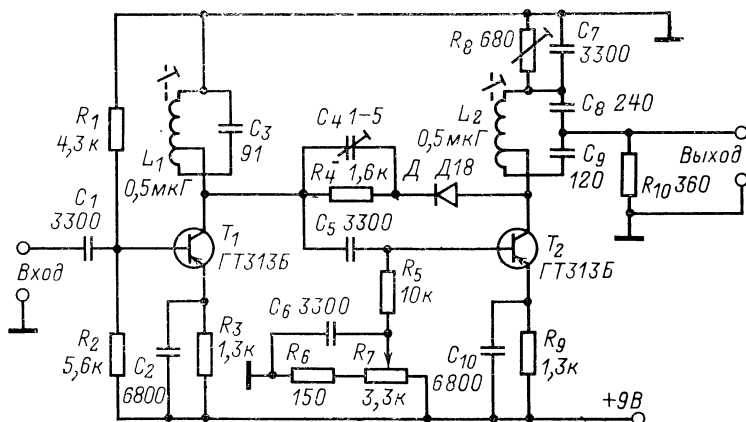 R8 680
C7
3300
R1
4,3к
L1
0,5мкГ
C3
91
C4 1-5
R4 1,6к
Д Д18
L2
0,5мкГ
C8 240
C9
120
R10 360
Выход
C1
3300
Вход
T1
ГТ313Б
C5 3300
R5
10к
T2
ГТ313Б
R2
5,6к
C2
6800
R3
1,3к
C6 3300
R6
150
R7
3,3к
C10
6800
R9
1,3к
+9В